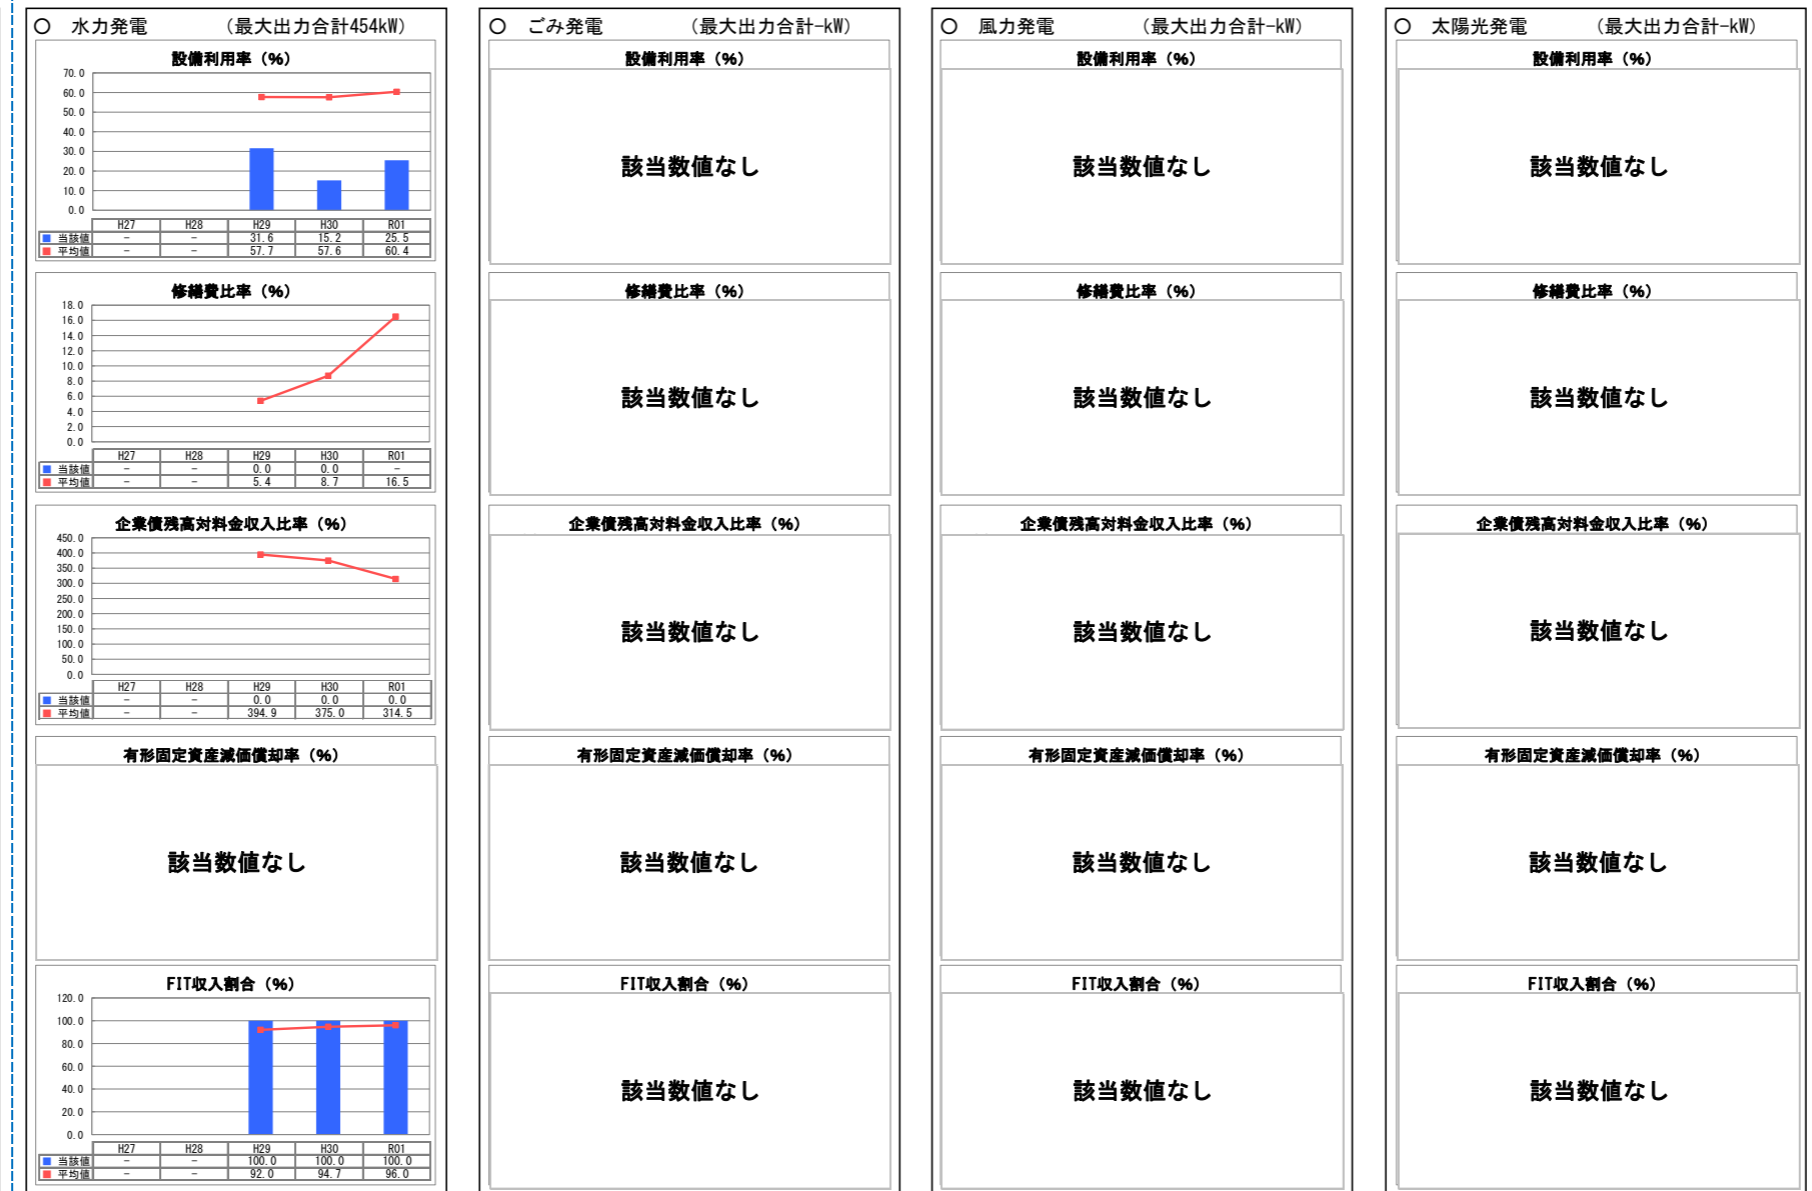 ○ 水力発電 (最大出力合計454kW)
設備利用率（%）
70.0
60.0
50.0
40.0
30.0
20.0
10.0
0.0
H27 H28 H29 H30 R01
当該値 － － 31.6 15.2 25.5
平均値 － － 57.7 57.6 60.4
修繕費比率（%）
18.0
16.0
14.0
12.0
10.0
8.0
6.0
4.0
2.0
0.0
H27 H28 H29 H30 R01
当該値 － － 0.0 0.0 －
平均値 － － 5.4 8.7 16.5
企業債残高対料金収入比率（%）
450.0
400.0
350.0
300.0
250.0
200.0
150.0
100.0
50.0
0.0
H27 H28 H29 H30 R01
当該値 － － 0.0 0.0 0.0
平均値 － － 394.9 375.0 314.5
有形固定資産減価償却率（%）
該当数値なし
FIT収入割合（%）
120.0
100.0
80.0
60.0
40.0
20.0
0.0
H27 H28 H29 H30 R01
当該値 － － 100.0 100.0 100.0
平均値 － － 92.0 94.7 96.0
○ ごみ発電 (最大出力合計-kW)
設備利用率（%）
該当数値なし
修繕費比率（%）
該当数値なし
企業債残高対料金収入比率（%）
該当数値なし
有形固定資産減価償却率（%）
該当数値なし
FIT収入割合（%）
該当数値なし
○ 風力発電 (最大出力合計-kW)
設備利用率（%）
該当数値なし
修繕費比率（%）
該当数値なし
企業債残高対料金収入比率（%）
該当数値なし
有形固定資産減価償却率（%）
該当数値なし
FIT収入割合（%）
該当数値なし
○ 太陽光発電 (最大出力合計-kW)
設備利用率（%）
該当数値なし
修繕費比率（%）
該当数値なし
企業債残高対料金収入比率（%）
該当数値なし
有形固定資産減価償却率（%）
該当数値なし
FIT収入割合（%）
該当数値なし